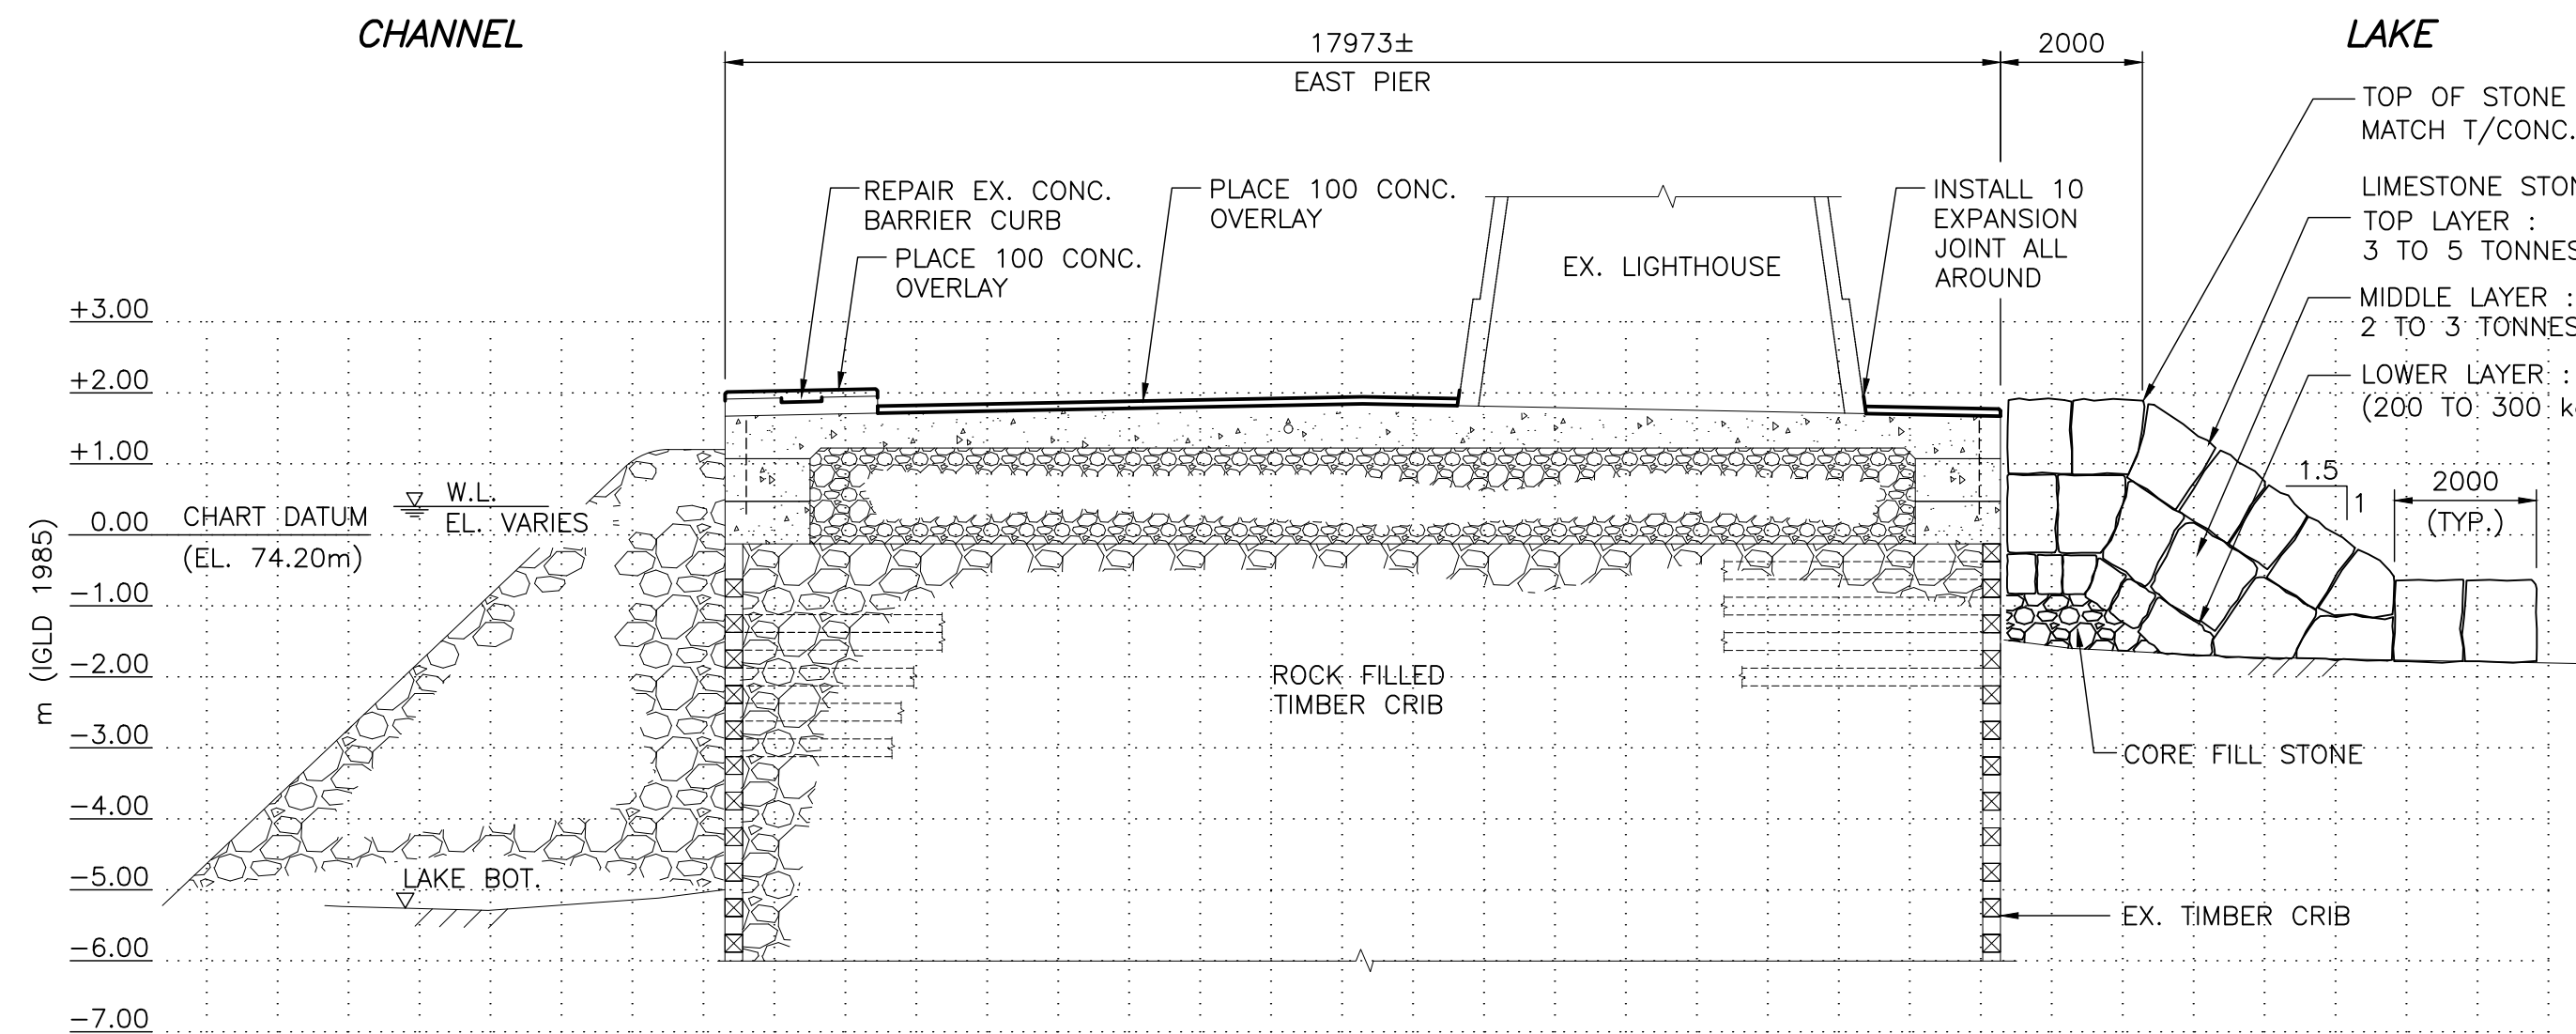 CHANNEL
17973±
EAST PIER
2000
LAKE
TOP OF STONE
MATCH T/CONC.
REPAIR EX. CONC.
BARRIER CURB
PLACE 100 CONC.
OVERLAY
PLACE 100 CONC.
OVERLAY
EX. LIGHTHOUSE
INSTALL 10
EXPANSION
JOINT ALL
AROUND
LIMESTONE
TOP LAYER :
3 TO 5 TONNES
MIDDLE LAYER :
2 TO 3 TONNES
LOWER LAYER :
(200 TO 300
1.5
1
2000
(TYP.)
+3.00
+2.00
+1.00
0.00
-1.00
-2.00
-3.00
-4.00
-5.00
-6.00
-7.00
m (IGLD 1985)
CHART DATUM
(EL. 74.20m)
W.L.
EL. VARIES
LAKE BOT.
ROCK FILLED
TIMBER CRIB
CORE FILL STONE
EX. TIMBER CRIB